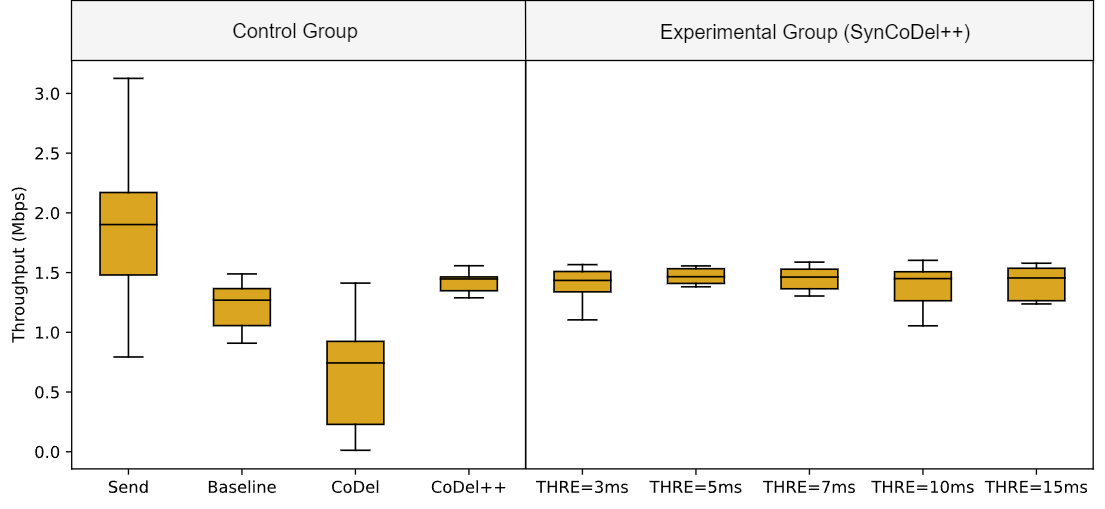 Control Group
Experimental Group (SynCoDel++)
Throughput (Mbps)
3.0
2.5
2.0
1.5
1.0
0.5
0.0
Send
Baseline
CoDel
CoDel++
THRE=3ms
THRE=5ms
THRE=7ms
THRE=10ms
THRE=15ms